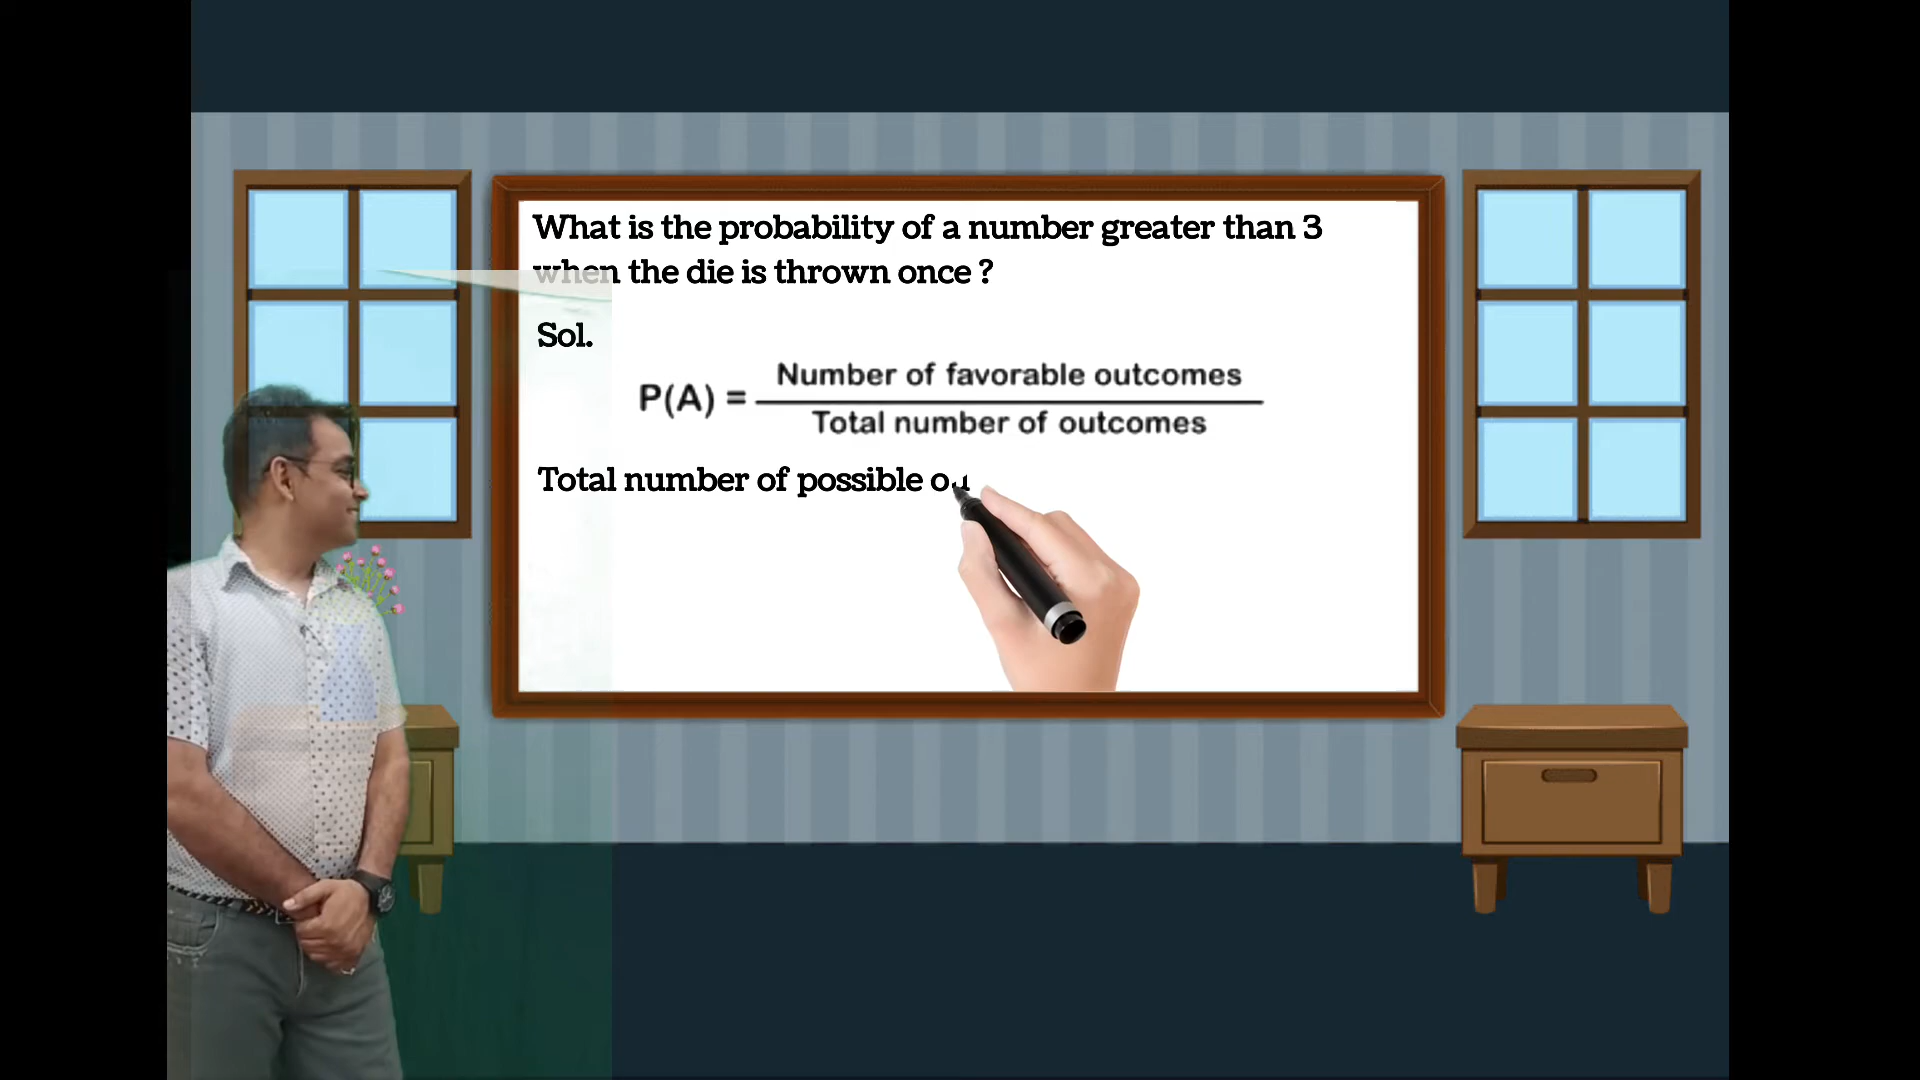 What is the probability of a number greater than 3
when the die is thrown once ?
Sol.
P(A) = Number of favorable outcomes
Total number of outcomes
Total number of possible